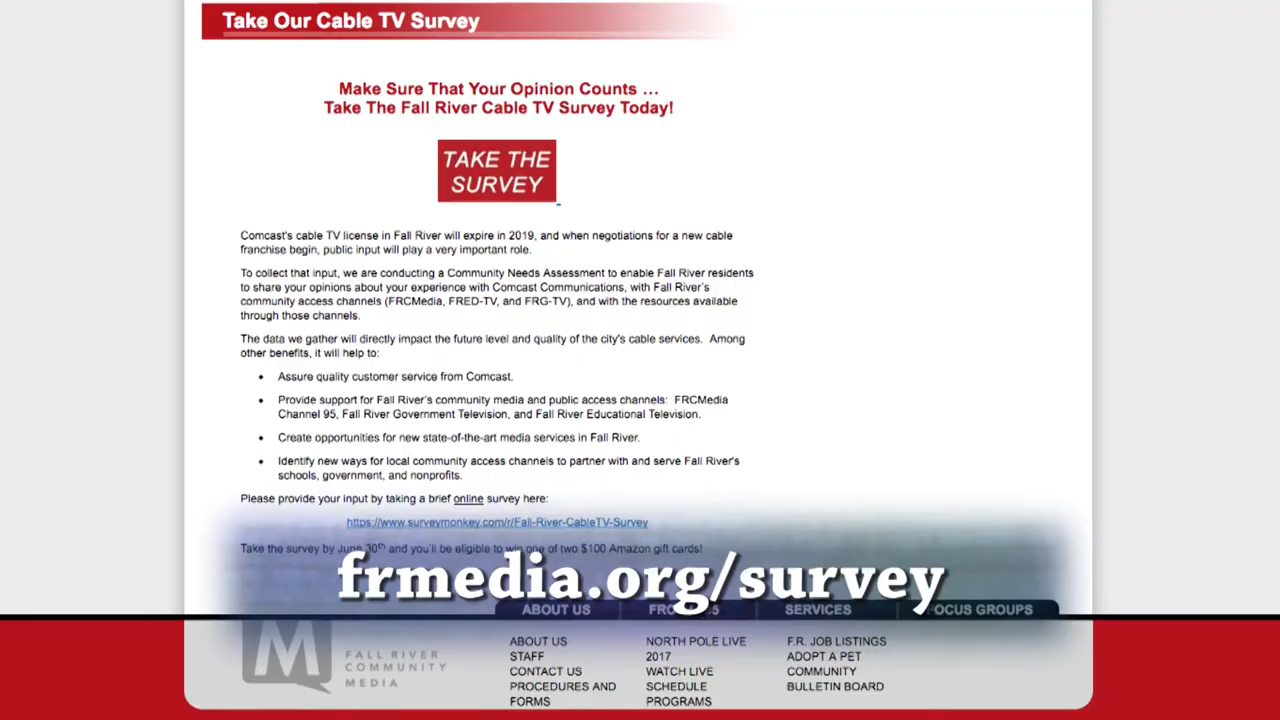 Take Our Cable TV Survey
Make Sure That Your Opinion Counts …
Take The Fall River Cable TV Survey Today!
TAKE THE
SURVEY
Comcast's cable TV license in Fall River will expire in 2019, and when negotiations for a new cable
franchise begin, public input will play a very important role.
To collect that input, we are conducting a Community Needs Assessment to enable Fall River residents
to share your opinions about your experience with Comcast Communications, with Fall River's
community access channels (FRCMedia, FRED-TV, and FRG-TV), and with the resources available
through those channels.
The data we gather will directly impact the future level and quality of the city's cable services. Among
other benefits, it will help to:
• Assure quality customer service from Comcast.
• Provide support for Fall River's community media and public access channels: FRCMedia
Channel 95, Fall River Government Television, and Fall River Educational Television.
• Create opportunities for new state-of-the-art media services in Fall River.
• Identify new ways for local community access channels to partner with and serve Fall River's
schools, government, and nonprofits.
Please provide your input by taking a brief online survey here:
https://www.surveymonkey.com/r/Fall-River-CableTV-Survey
Take the survey by June 30th and you'll be eligible to win one of two $100 Amazon gift cards!
frmedia.org/survey
ABOUT US SERVICES FOCUS GROUPS
ABOUT US NORTH POLE LIVE F.R. JOB LISTINGS
STAFF 2017 ADOPT A PET
CONTACT US WATCH LIVE COMMUNITY
PROCEDURES AND SCHEDULE BULLETIN BOARD
FORMS PROGRAMS
M
FALL RIVER
COMMUNITY
MEDIA